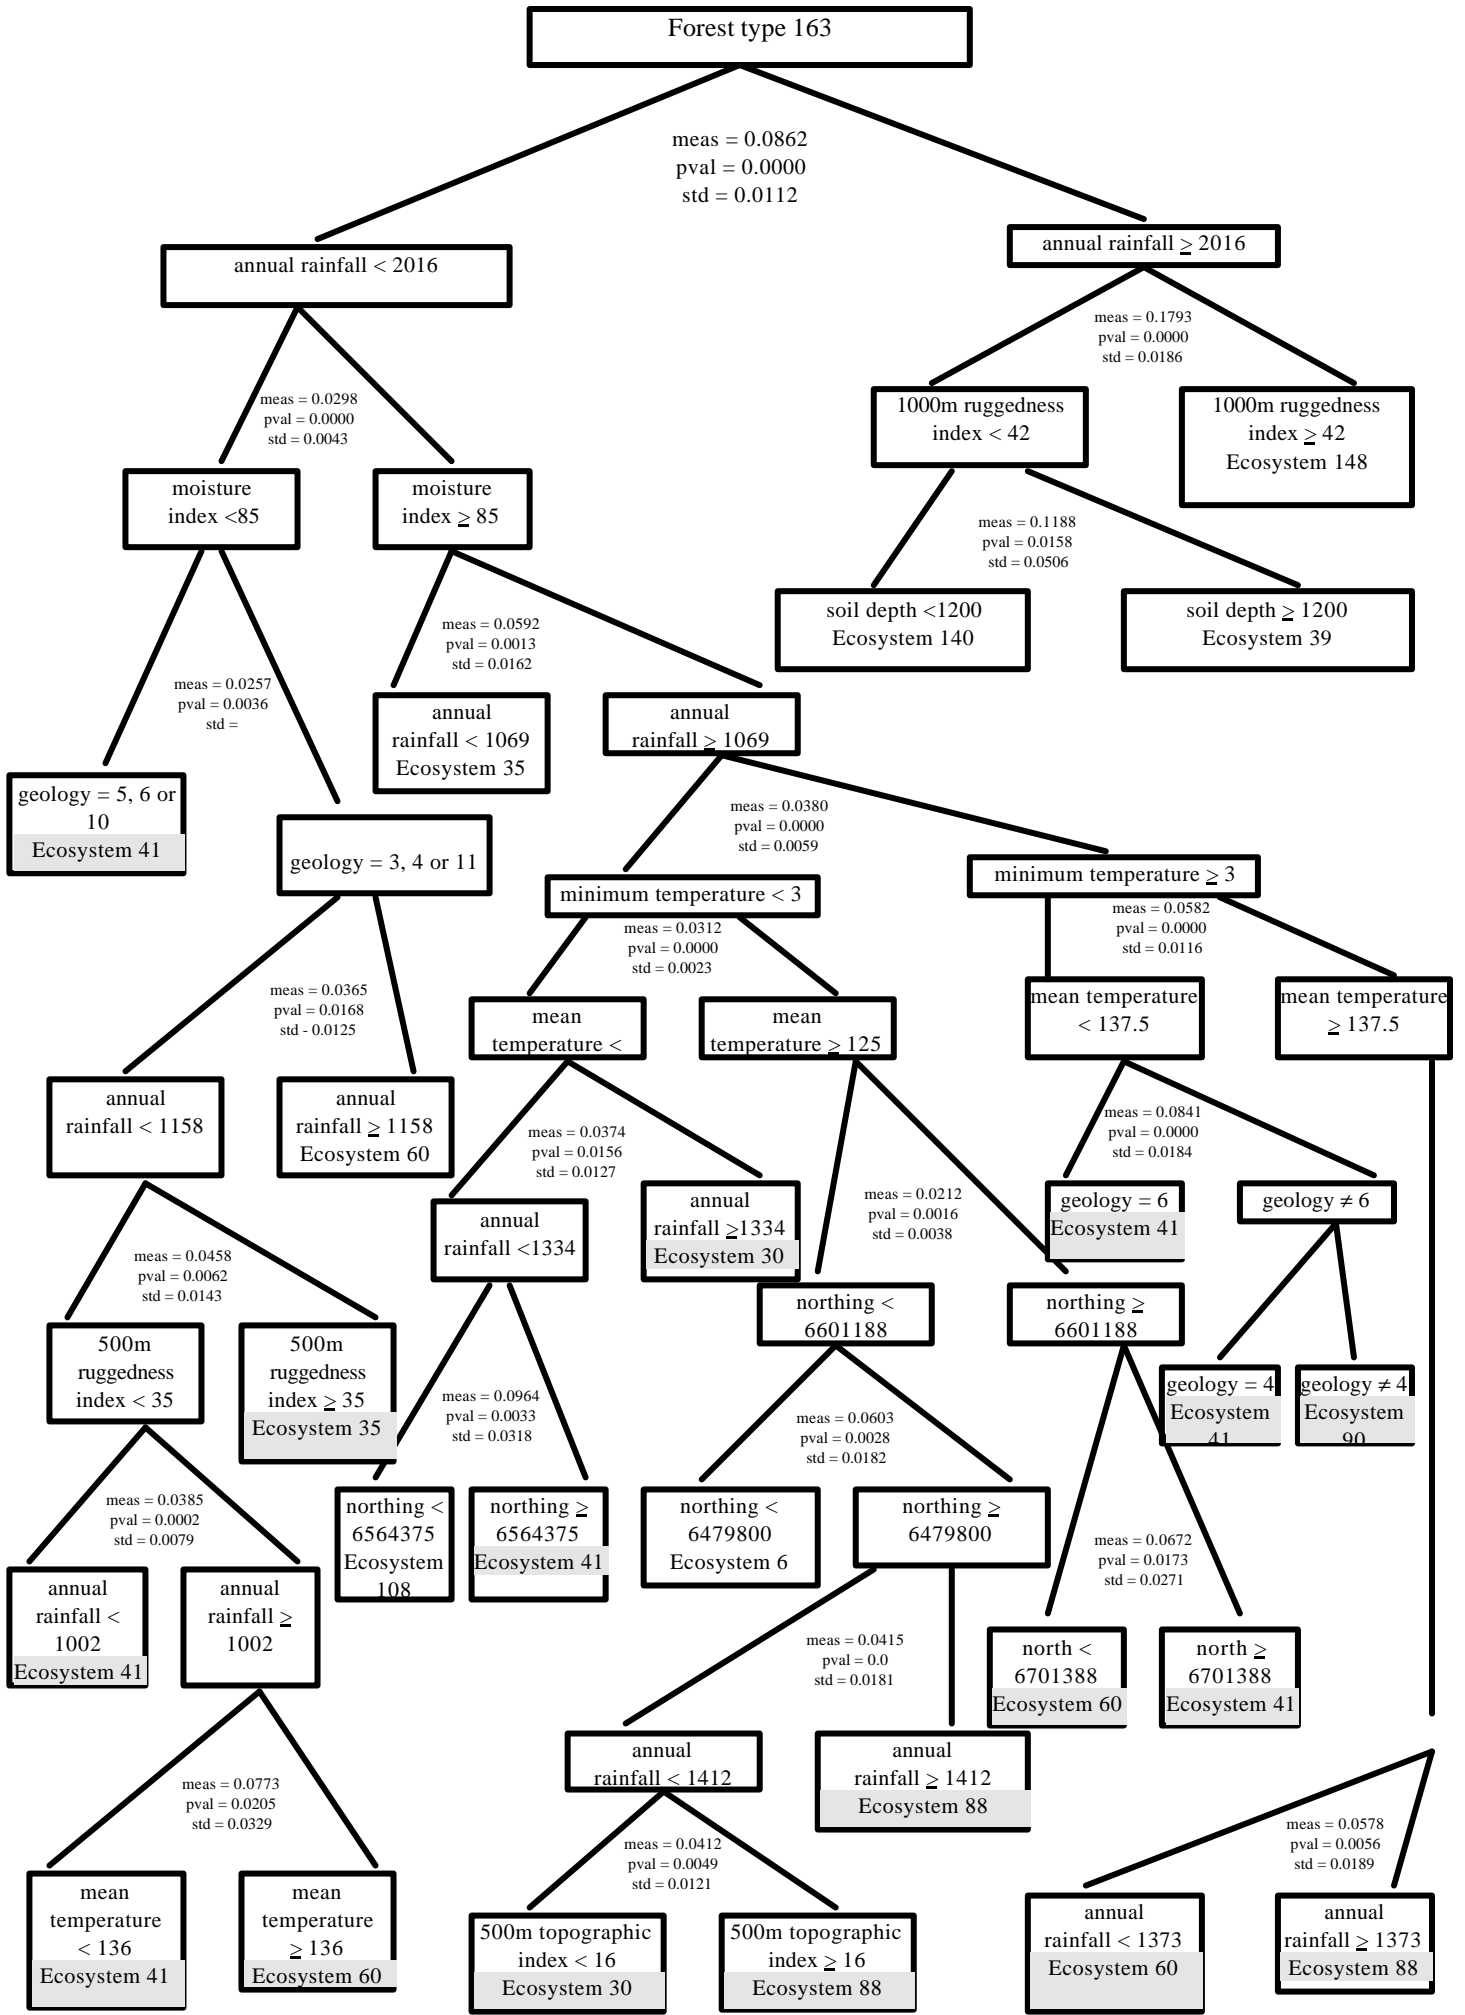 Forest type 163
meas = 0.0862
pval = 0.0000
std = 0.0112
annual rainfall < 2016
annual rainfall ≥ 2016
meas = 0.1793
pval = 0.0000
std = 0.0186
meas = 0.0298
pval = 0.0000
std = 0.0043
1000m ruggedness
index < 42
1000m ruggedness
index ≥ 42
Ecosystem 148
moisture
index <85
moisture
index ≥ 85
meas = 0.1188
pval = 0.0158
std = 0.0506
soil depth <1200
Ecosystem 140
soil depth ≥ 1200
Ecosystem 39
meas = 0.0592
pval = 0.0013
std = 0.0162
meas = 0.0257
pval = 0.0036
std =
annual
rainfall < 1069
Ecosystem 35
annual
rainfall ≥ 1069
geology = 5, 6 or
10
Ecosystem 41
geology = 3, 4 or 11
meas = 0.0380
pval = 0.0000
std = 0.0059
minimum temperature < 3
minimum temperature ≥ 3
meas = 0.0312
pval = 0.0000
std = 0.0023
meas = 0.0582
pval = 0.0000
std = 0.0116
meas = 0.0365
pval = 0.0168
std - 0.0125
mean
temperature <
mean
temperature ≥ 125
mean temperature
< 137.5
mean temperature
≥ 137.5
annual
rainfall < 1158
annual
rainfall ≥ 1158
Ecosystem 60
meas = 0.0374
pval = 0.0156
std = 0.0127
meas = 0.0841
pval = 0.0000
std = 0.0184
meas = 0.0212
pval = 0.0016
std = 0.0038
annual
rainfall <1334
annual
rainfall ≥1334
Ecosystem 30
geology = 6
Ecosystem 41
geology ≠ 6
meas = 0.0458
pval = 0.0062
std = 0.0143
northing <
6601188
northing ≥
6601188
500m
ruggedness
index < 35
500m
ruggedness
index ≥ 35
Ecosystem 35
geology = 4
Ecosystem
41
geology ≠ 4
Ecosystem
90
meas = 0.0964
pval = 0.0033
std = 0.0318
meas = 0.0603
pval = 0.0028
std = 0.0182
meas = 0.0385
pval = 0.0002
std = 0.0079
northing <
6564375
Ecosystem
108
northing ≥
6564375
Ecosystem 41
northing <
6479800
Ecosystem 6
northing ≥
6479800
meas = 0.0672
pval = 0.0173
std = 0.0271
annual
rainfall <
1002
Ecosystem 41
annual
rainfall ≥
1002
meas = 0.0415
pval = 0.0
std = 0.0181
north <
6701388
Ecosystem 60
north ≥
6701388
Ecosystem 41
meas = 0.0773
pval = 0.0205
std = 0.0329
annual
rainfall < 1412
annual
rainfall ≥ 1412
Ecosystem 88
meas = 0.0412
pval = 0.0049
std = 0.0121
meas = 0.0578
pval = 0.0056
std = 0.0189
mean
temperature
< 136
Ecosystem 41
mean
temperature
≥ 136
Ecosystem 60
500m topographic
index < 16
Ecosystem 30
500m topographic
index ≥ 16
Ecosystem 88
annual
rainfall < 1373
Ecosystem 60
annual
rainfall ≥ 1373
Ecosystem 88